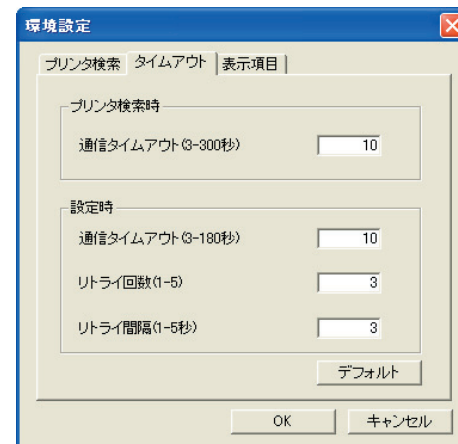 環境設定
プリンタ検索 タイムアウト 表示項目
プリンタ検索時
通信タイムアウト(3-300秒) 10
設定時
通信タイムアウト(3-180秒) 10
リトライ回数(1-5) 3
リトライ間隔(1-5秒) 3
デフォルト
OK キャンセル